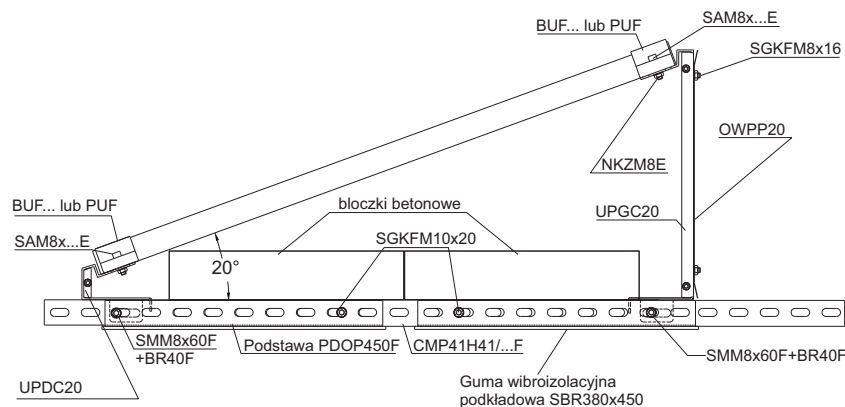 SAM8x...E
BUF... lub PUF
SGKFM8x16
OWPP20
NKZM8E
UPGC20
bloczki betonowe
BUF... lub PUF
SGKFM10x20
SAM8x...E
20°
SMM8x60F
+BR40F
Podstawa PDOP450F
CMP41H41/...F
SMM8x60F+BR40F
UPDC20
Guma wibroizolacyjna
podkładowa SBR380x450